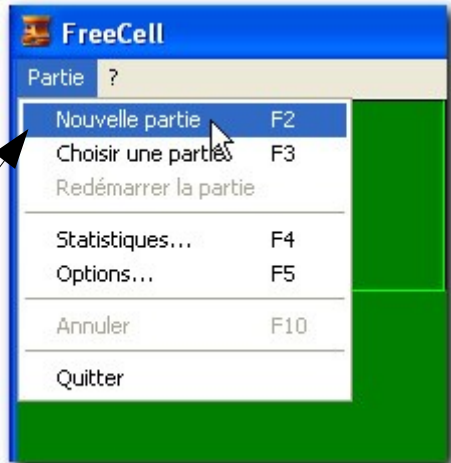 FreeCell
Partie ?
Nouvelle partie F2
Choisir une partie F3
Redémarrer la partie
Statistiques... F4
Options... F5
Annuler F10
Quitter